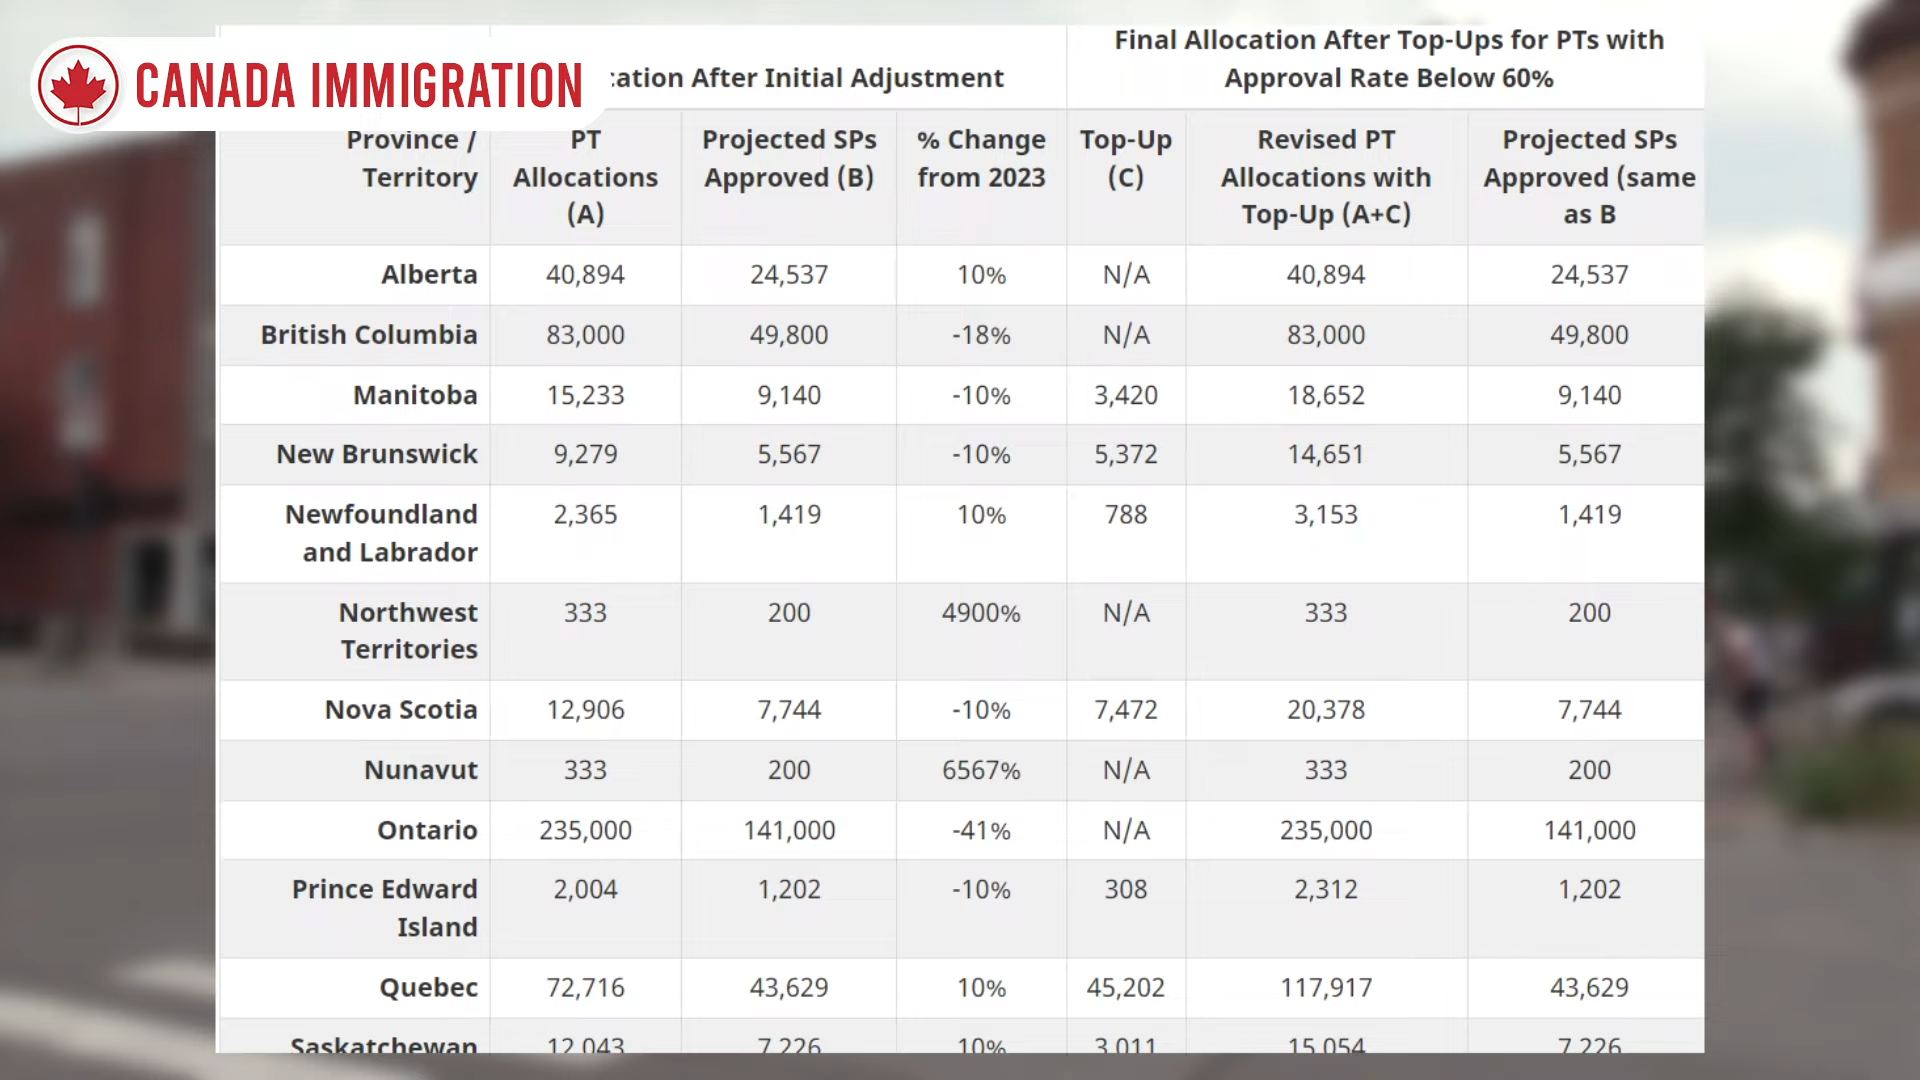 CANADA IMMIGRATION
After Initial Adjustment
Final Allocation After Top-Ups for PTs with
Approval Rate Below 60%
Province /
Territory
PT
Allocations
(A)
Projected SPs
Approved (B)
% Change
from 2023
Top-Up
(C)
Revised PT
Allocations with
Top-Up (A+C)
Projected SPs
Approved (same
as B
Alberta 40,894 24,537 10% N/A 40,894 24,537
British Columbia 83,000 49,800 -18% N/A 83,000 49,800
Manitoba 15,233 9,140 -10% 3,420 18,652 9,140
New Brunswick 9,279 5,567 -10% 5,372 14,651 5,567
Newfoundland 2,365 1,419 10% 788 3,153 1,419
and Labrador
Northwest 333 200 4900% N/A 333 200
Territories
Nova Scotia 12,906 7,744 -10% 7,472 20,378 7,744
Nunavut 333 200 6567% N/A 333 200
Ontario 235,000 141,000 -41% N/A 235,000 141,000
Prince Edward 2,004 1,202 -10% 308 2,312 1,202
Island
Quebec 72,716 43,629 10% 45,202 117,917 43,629
Saskatchewan 12,043 7,226 10% 3,011 15,054 7,226